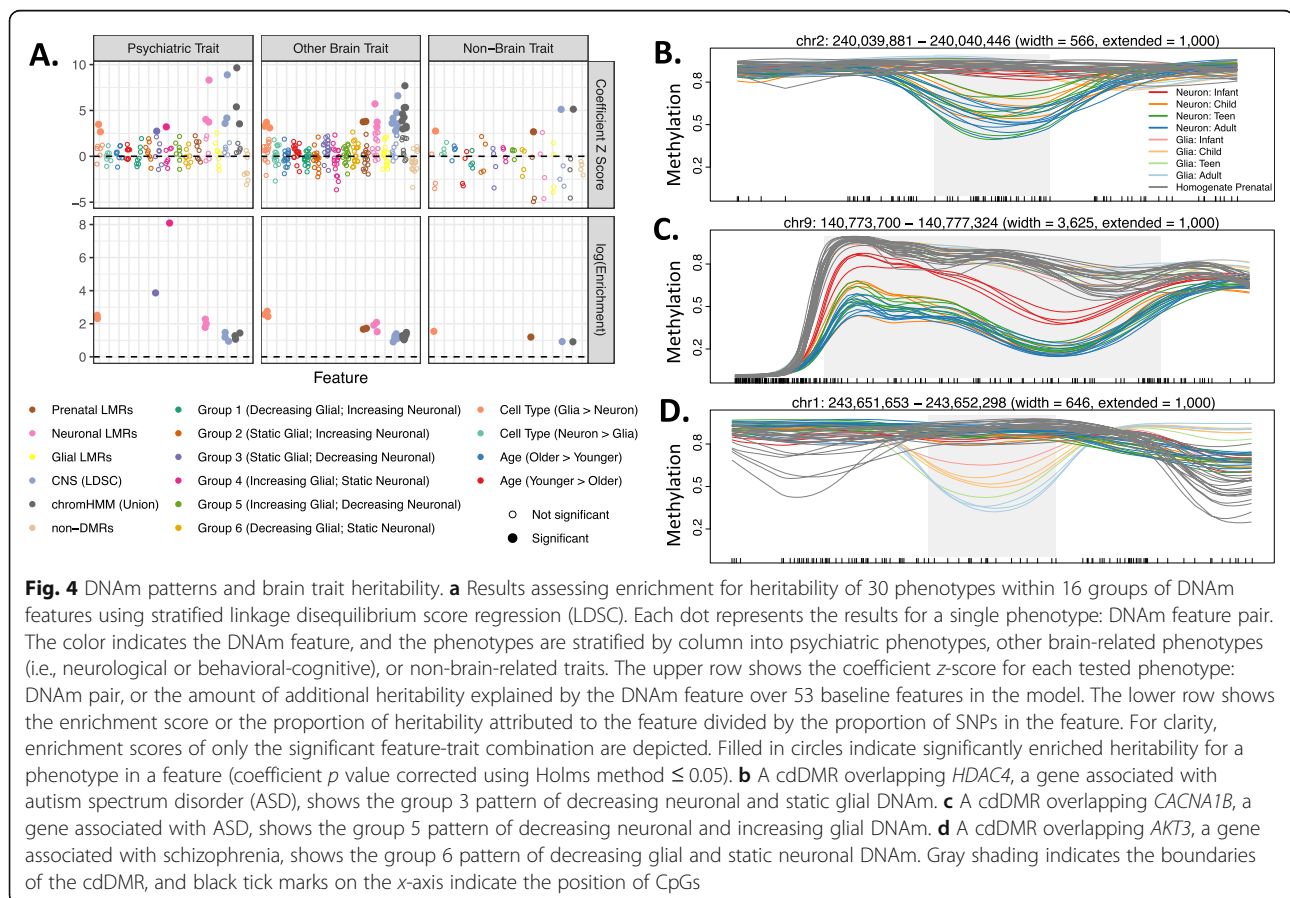 A.
Psychiatric Trait
Other Brain Trait
Non−Brain Trait
10
5
0
−5
Coefficient Z Score
8
6
4
2
0
log(Enrichment)
Feature
Prenatal LMRs
Neuronal LMRs
Glial LMRs
CNS (LDSC)
chromHMM (Union)
non−DMRs
Group 1 (Decreasing Glial; Increasing Neuronal)
Group 2 (Static Glial; Increasing Neuronal)
Group 3 (Static Glial; Decreasing Neuronal)
Group 4 (Increasing Glial; Static Neuronal)
Group 5 (Increasing Glial; Decreasing Neuronal)
Group 6 (Decreasing Glial; Static Neuronal)
Cell Type (Glia > Neuron)
Cell Type (Neuron > Glia)
Age (Older > Younger)
Age (Younger > Older)
Not significant
Significant
B.
chr2: 240,039,881 − 240,040,446 (width = 566, extended = 1,000)
Methylation
0.8
0.5
0.2
Neuron: Infant
Neuron: Child
Neuron: Teen
Neuron: Adult
Glia: Infant
Glia: Child
Glia: Teen
Glia: Adult
Homogenate Prenatal
C.
chr9: 140,773,700 − 140,777,324 (width = 3,625, extended = 1,000)
Methylation
0.8
0.5
0.2
D.
chr1: 243,651,653 − 243,652,298 (width = 646, extended = 1,000)
Methylation
0.8
0.5
0.2
Fig. 4 DNAm patterns and brain trait heritability. a Results assessing enrichment for heritability of 30 phenotypes within 16 groups of DNAm
features using stratified linkage disequilibrium score regression (LDSC). Each dot represents the results for a single phenotype: DNAm feature pair.
The color indicates the DNAm feature, and the phenotypes are stratified by column into psychiatric phenotypes, other brain-related phenotypes
(i.e., neurological or behavioral-cognitive), or non-brain-related traits. The upper row shows the coefficient z-score for each tested phenotype:
DNAm pair, or the amount of additional heritability explained by the DNAm feature over 53 baseline features in the model. The lower row shows
the enrichment score or the proportion of heritability attributed to the feature divided by the proportion of SNPs in the feature. For clarity,
enrichment scores of only the significant feature-trait combination are depicted. Filled in circles indicate significantly enriched heritability for a
phenotype in a feature (coefficient p value corrected using Holms method ≤ 0.05). b A cdDMR overlapping HDAC4, a gene associated with
autism spectrum disorder (ASD), shows the group 3 pattern of decreasing neuronal and static glial DNAm. c A cdDMR overlapping CACNA1B, a
gene associated with ASD, shows the group 5 pattern of decreasing neuronal and increasing glial DNAm. d A cdDMR overlapping AKT3, a gene
associated with schizophrenia, shows the group 6 pattern of decreasing glial and static neuronal DNAm. Gray shading indicates the boundaries
of the cdDMR, and black tick marks on the x-axis indicate the position of CpGs